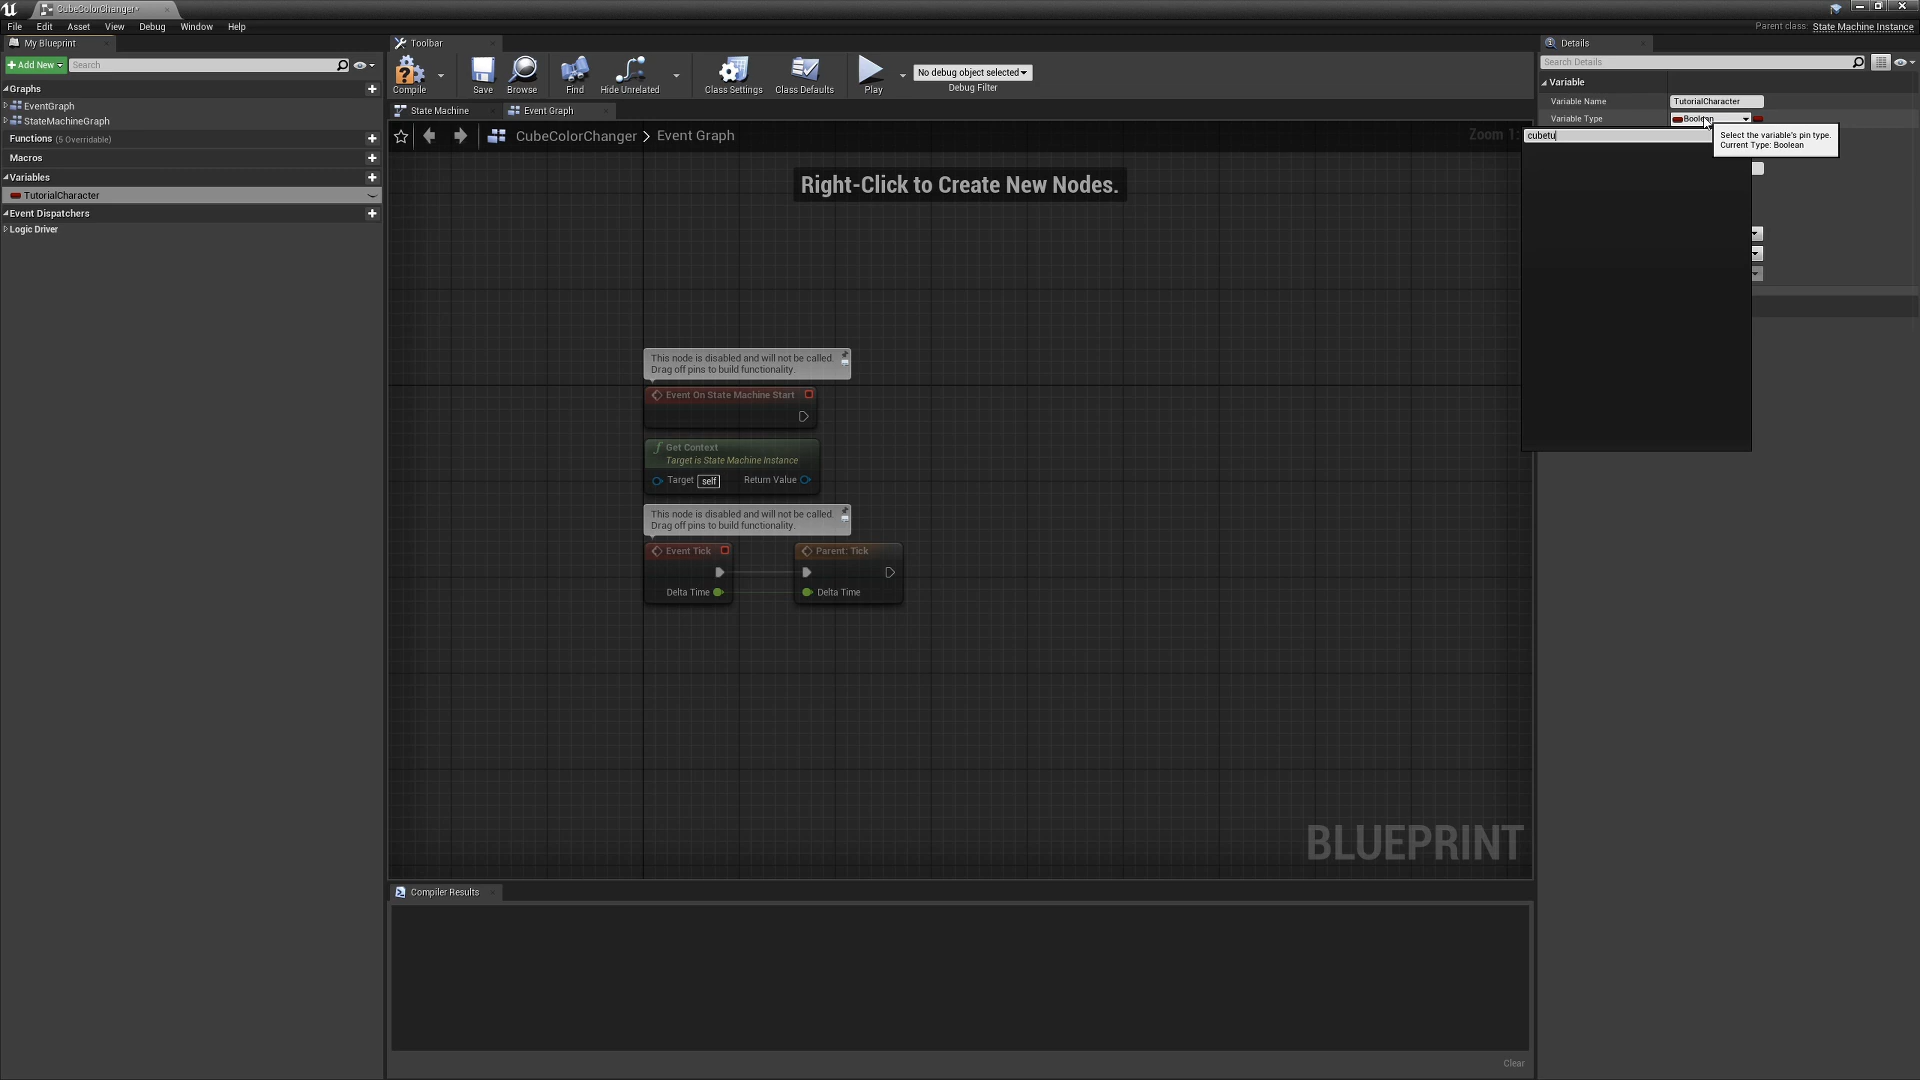 CubeColorChanger*
File Edit Asset View Debug Window Help
Parent class: State Machine Instance
My Blueprint
Toolbar
Details
+Add New
Search
Compile
Save
Browse
Find
Hide Unrelated
Class Settings
Class Defaults
Play
No debug object selected
Debug Filter
Search Details
Graphs
EventGraph
StateMachineGraph
Functions (5 Overridable)
Macros
Variables
TutorialCharacter
Event Dispatchers
Logic Driver
State Machine
Event Graph
CubeColorChanger > Event Graph
Zoom 1:
Right-Click to Create New Nodes.
Variable
Variable Name TutorialCharacter
Variable Type Boolean
cubetu
Select the variable's pin type.
Current Type: Boolean
This node is disabled and will not be called.
Drag off pins to build functionality.
Event On State Machine Start
f Get Context
Target is State Machine Instance
Target self Return Value
This node is disabled and will not be called.
Drag off pins to build functionality.
Event Tick
Parent: Tick
Delta Time
Delta Time
BLUEPRINT
Compiler Results
Clear